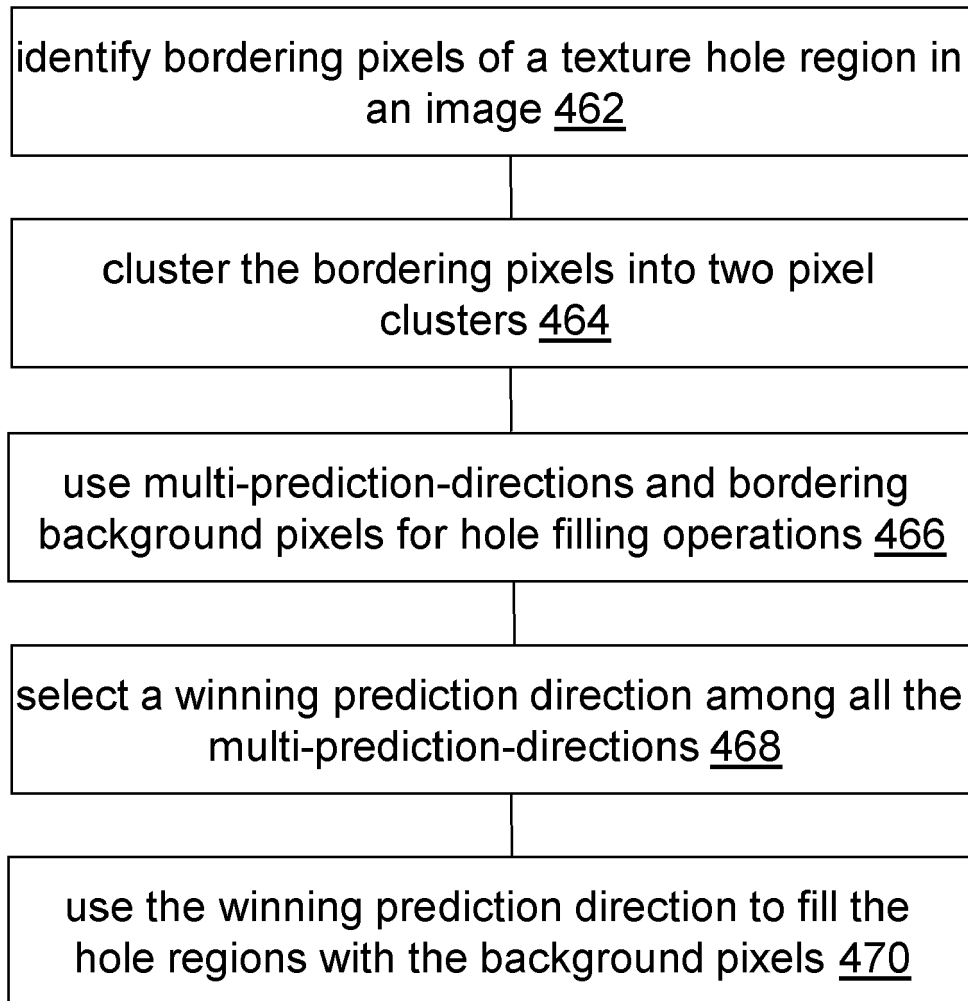 identify bordering pixels of a texture hole region in
an image 462
cluster the bordering pixels into two pixel
clusters 464
use multi-prediction-directions and bordering
background pixels for hole filling operations 466
select a winning prediction direction among all the
multi-prediction-directions 468
use the winning prediction direction to fill the
hole regions with the background pixels 470